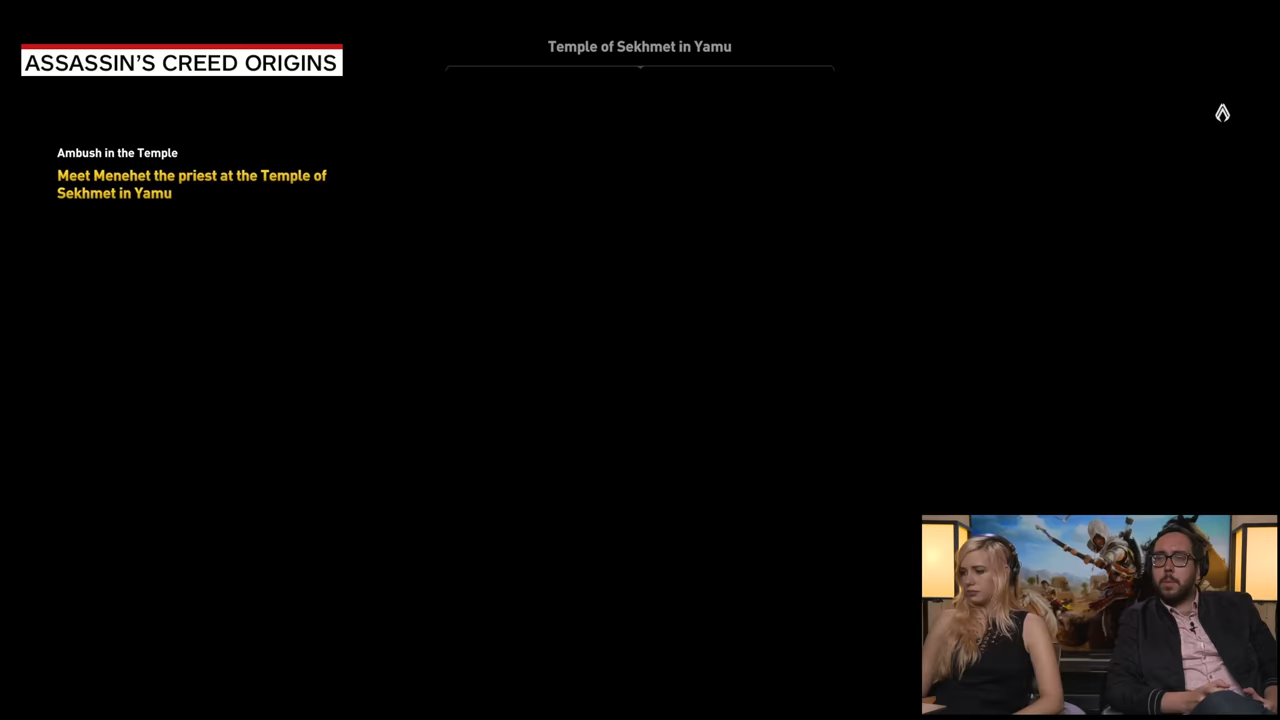 Temple of Sekhmet in Yamu
ASSASSIN'S CREED ORIGINS
Ambush in the Temple
Meet Menehet the priest at the Temple of
Sekhmet in Yamu